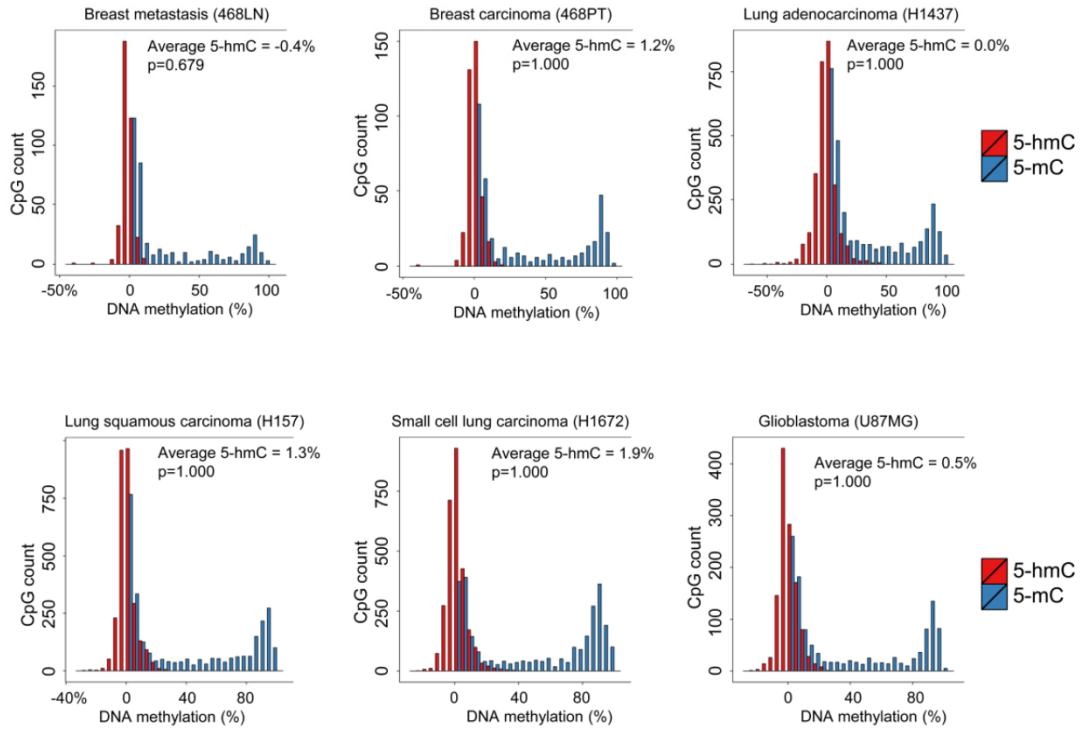 Breast metastasis (468LN)
Average 5-hmC = -0.4%
p=0.679
CpG count
150
100
50
0
-50%
0
50
100
DNA methylation (%)
Breast carcinoma (468PT)
Average 5-hmC = 1.2%
p=1.000
CpG count
150
100
50
0
-50%
0
50
100
DNA methylation (%)
Lung adenocarcinoma (H1437)
Average 5-hmC = 0.0%
p=1.000
CpG count
750
500
250
0
-50%
0
50
100
DNA methylation (%)
5-hmC
5-mC
Lung squamous carcinoma (H157)
Average 5-hmC = 1.3%
p=1.000
CpG count
750
500
250
0
-40%
0
80
DNA methylation (%)
Small cell lung carcinoma (H1672)
Average 5-hmC = 1.9%
p=1.000
CpG count
750
500
250
0
0
80
DNA methylation (%)
Glioblastoma (U87MG)
Average 5-hmC = 0.5%
p=1.000
CpG count
400
300
200
100
0
0
40
80
DNA methylation (%)
5-hmC
5-mC